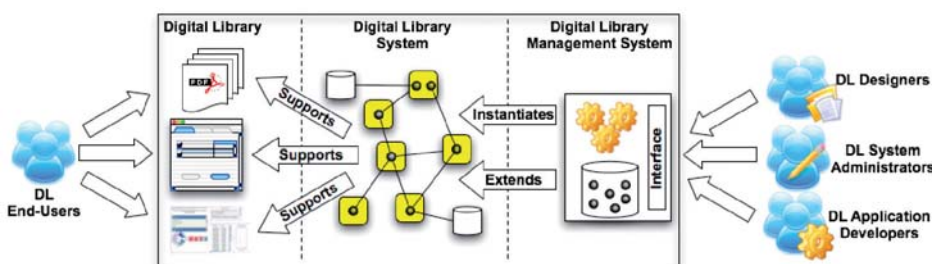 Digital Library
Digital Library
System
Digital Library
Management System
PDF
Supports
Supports
Supports
Instantiates
Extends
Interface
DL
End-Users
DL Designers
DL System
Administrators
DL Application
Developers